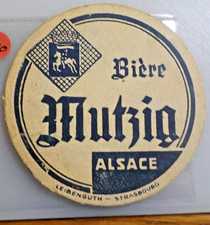 Bière
Mutzig
ALSACE
LEIBENGUTH - STRASBOURG